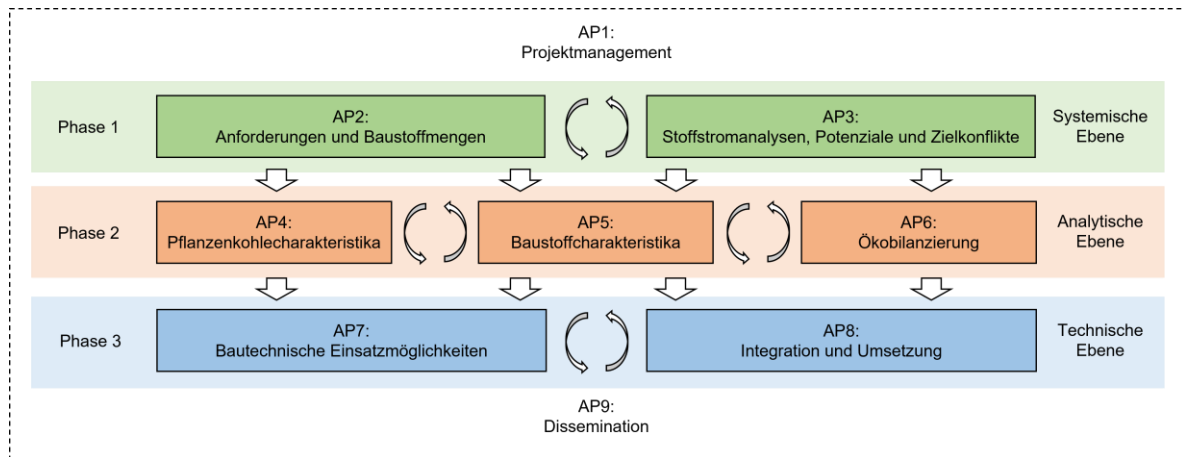 AP1:
Projektmanagement
Phase 1
AP2:
Anforderungen und Baustoffmengen
AP3:
Stoffstromanalysen, Potenziale und Zielkonflikte
Systemische
Ebene
Phase 2
AP4:
Pflanzenkohlecharakteristika
AP5:
Baustoffcharakteristika
AP6:
Ökobilanzierung
Analytische
Ebene
Phase 3
AP7:
Bautechnische Einsatzmöglichkeiten
AP8:
Integration und Umsetzung
Technische
Ebene
AP9:
Dissemination